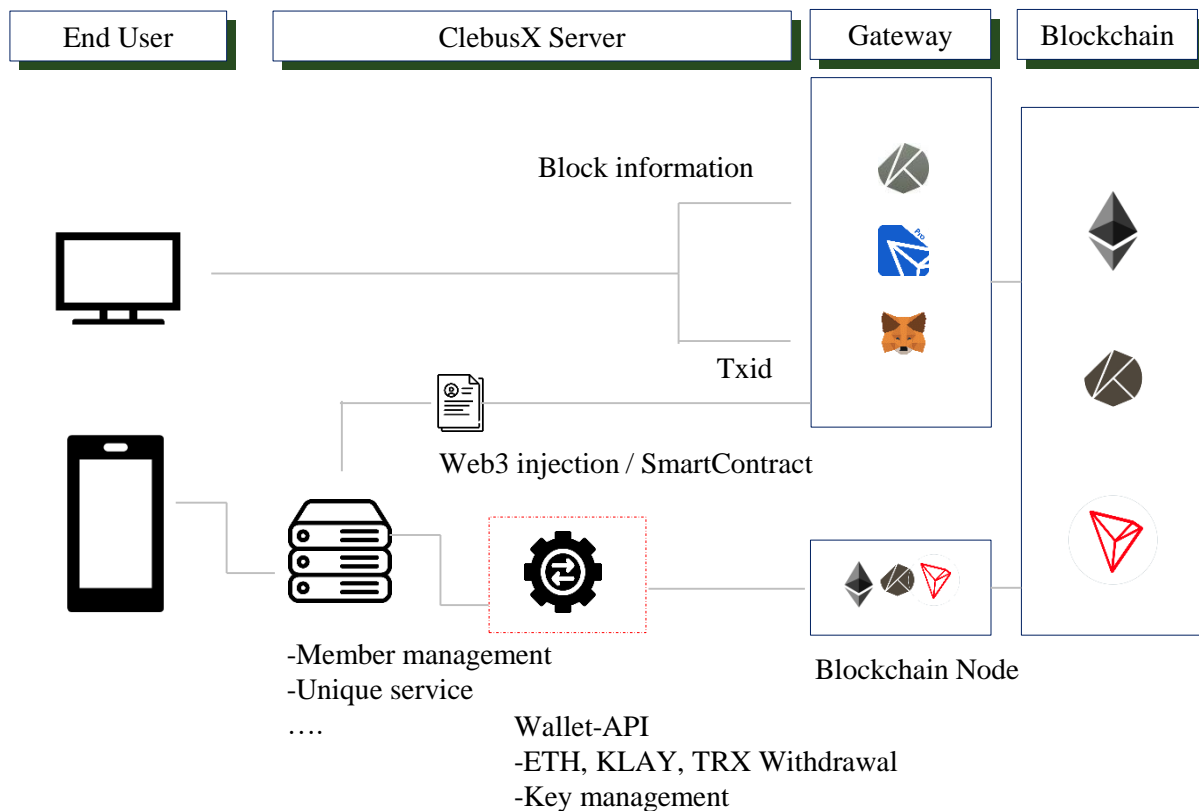 End User
ClebusX Server
Gateway
Blockchain
Block information
Pro
Txid
Web3 injection / SmartContract
-Member management
-Unique service
….
Blockchain Node
Wallet-API
-ETH, KLAY, TRX Withdrawal
-Key management